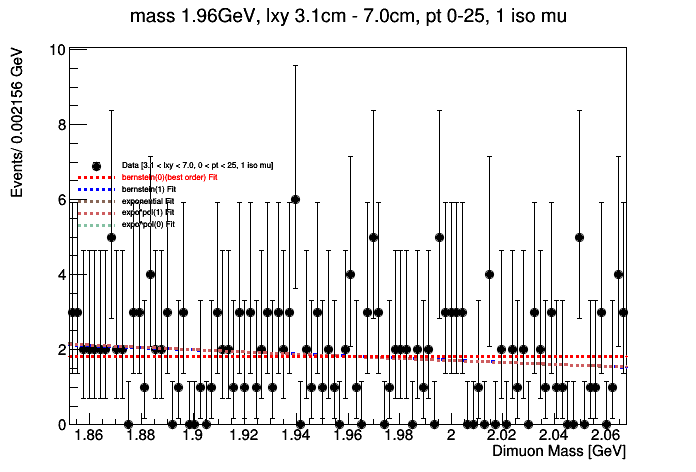 mass 1.96GeV, lxy 3.1cm - 7.0cm, pt 0-25, 1 iso mu
Events/ 0.002156 GeV
10
8
6
4
2
0
Data [3.1 < lxy < 7.0, 0 < pt < 25, 1 iso mu]
bernstein(0)(best order) Fit
bernstein(1) Fit
exponential Fit
expo*pol(1) Fit
expo*pol(0) Fit
1.86 1.88 1.9 1.92 1.94 1.96 1.98 2 2.02 2.04 2.06
Dimuon Mass [GeV]